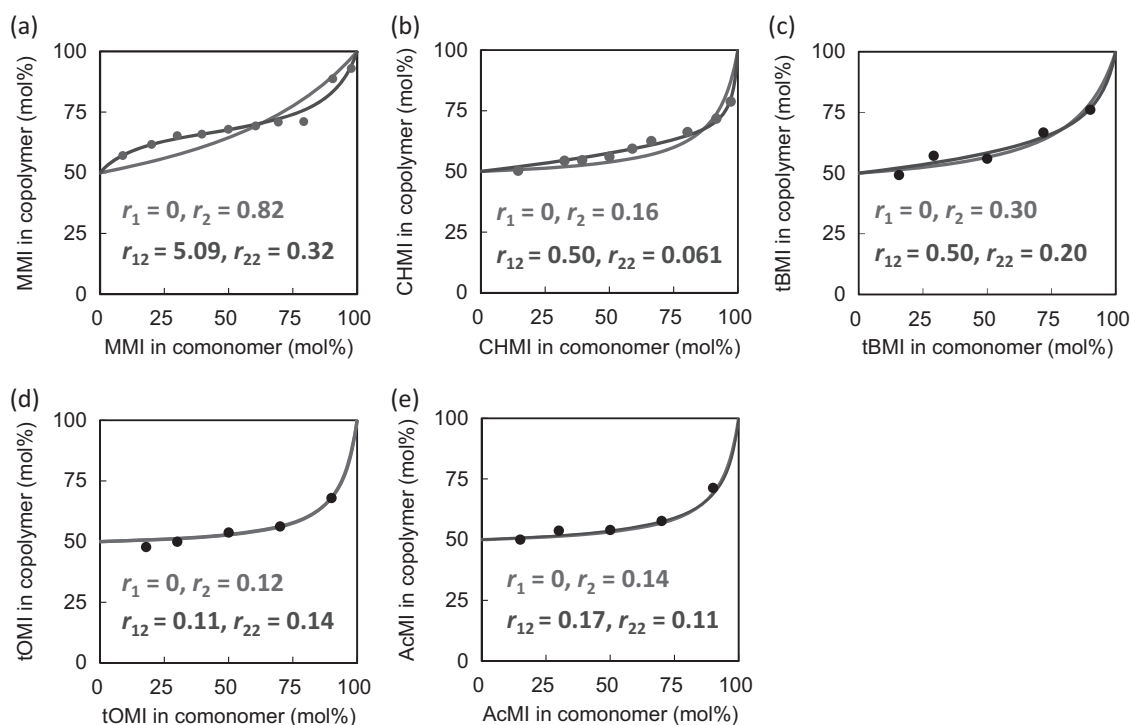 (a)
MMI in copolymer (mol%)
100
75
50
25
0
r1 = 0, r2 = 0.82
r12 = 5.09, r22 = 0.32
0 25 50 75 100
MMI in comonomer (mol%)
(b)
CHMI in copolymer (mol%)
100
75
50
25
0
r1 = 0, r2 = 0.16
r12 = 0.50, r22 = 0.061
0 25 50 75 100
CHMI in comonomer (mol%)
(c)
tBMI in copolymer (mol%)
100
75
50
25
0
r1 = 0, r2 = 0.30
r12 = 0.50, r22 = 0.20
0 25 50 75 100
tBMI in comonomer (mol%)
(d)
tOMI in copolymer (mol%)
100
75
50
25
0
r1 = 0, r2 = 0.12
r12 = 0.11, r22 = 0.14
0 25 50 75 100
tOMI in comonomer (mol%)
(e)
AcMI in copolymer (mol%)
100
75
50
25
0
r1 = 0, r2 = 0.14
r12 = 0.17, r22 = 0.11
0 25 50 75 100
AcMI in comonomer (mol%)